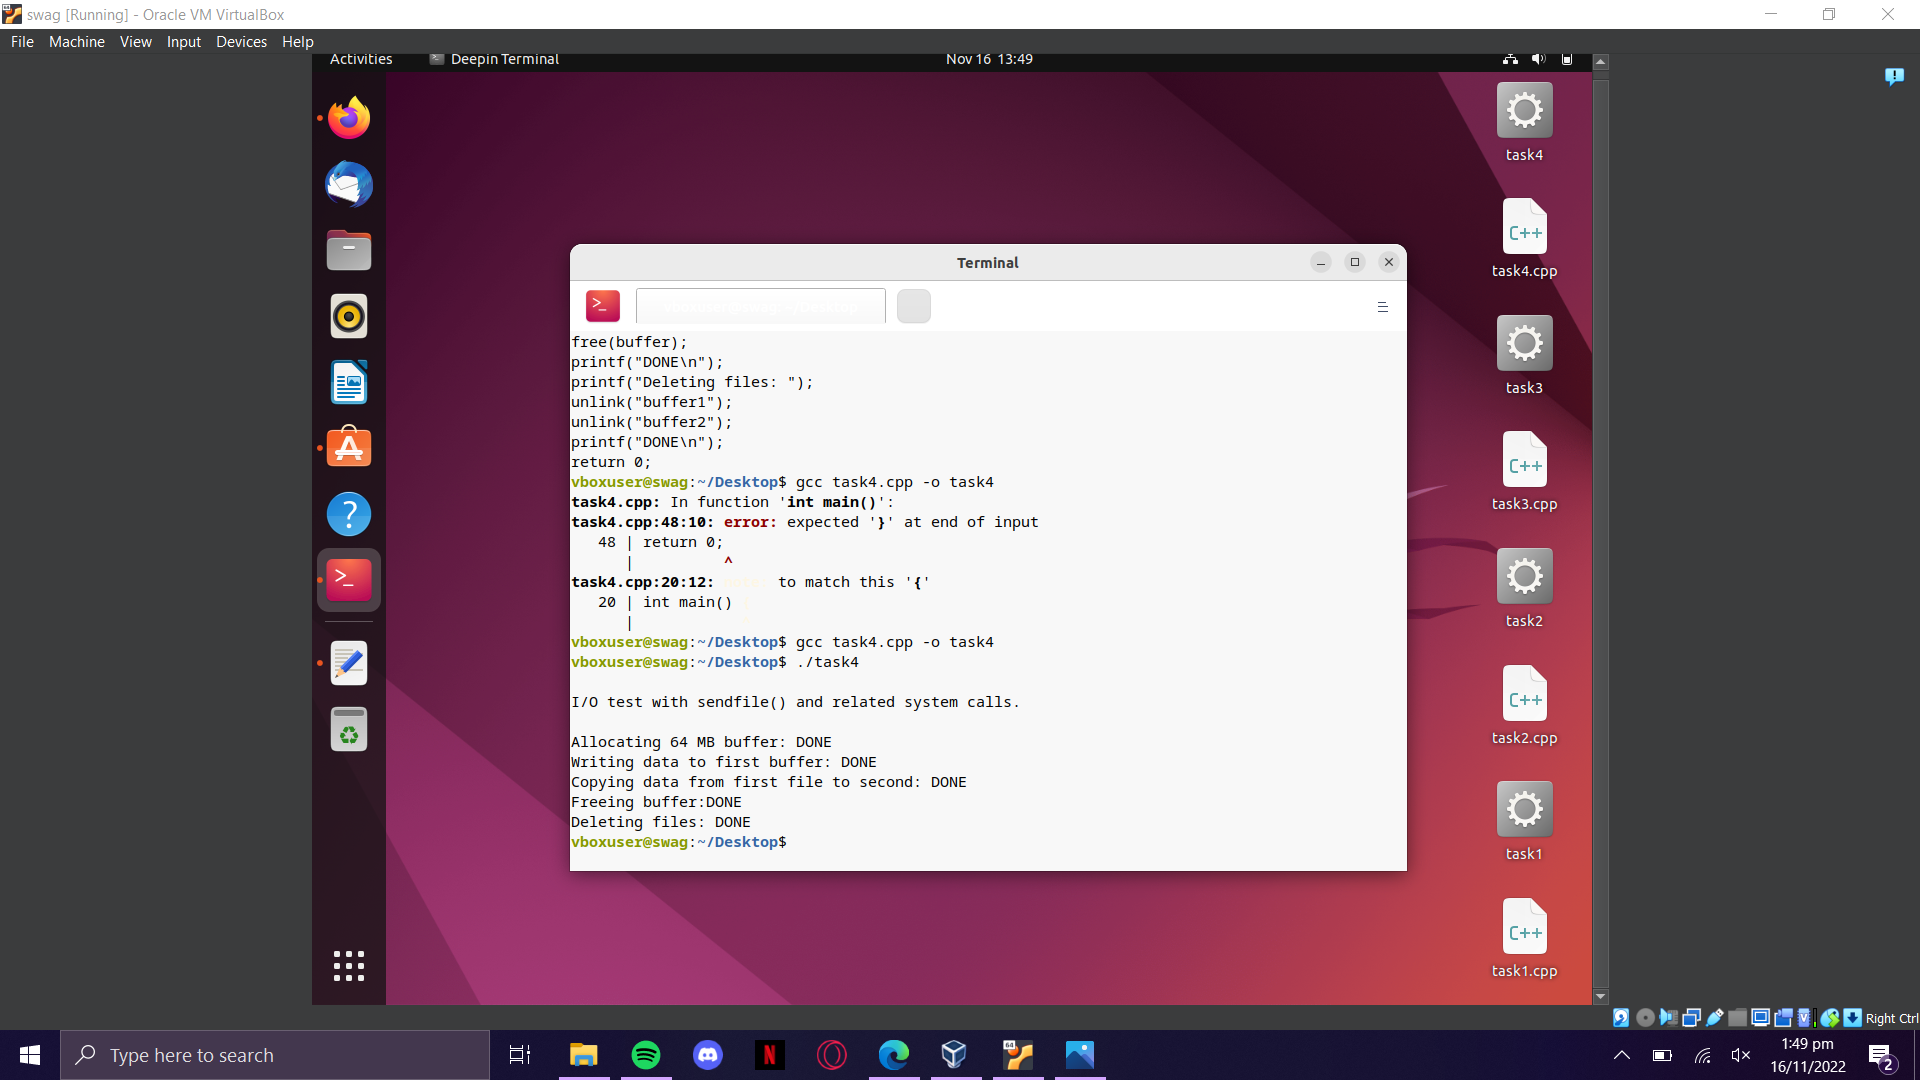 swag [Running] - Oracle VM VirtualBox
File Machine View Input Devices Help
Activities Deepin Terminal Nov 16 13:49
task4
C++
task4.cpp
task3
C++
task3.cpp
task2
C++
task2.cpp
task1
C++
task1.cpp
Terminal
free(buffer);
printf("DONE\n");
printf("Deleting files: ");
unlink("buffer1");
unlink("buffer2");
printf("DONE\n");
return 0;
vboxuser@swag:~/Desktop$ gcc task4.cpp -o task4
task4.cpp: In function 'int main()':
task4.cpp:48:10: error: expected '}' at end of input
48 | return 0;
| ^
task4.cpp:20:12: to match this '{'
20 | int main()
|
vboxuser@swag:~/Desktop$ gcc task4.cpp -o task4
vboxuser@swag:~/Desktop$ ./task4
I/O test with sendfile() and related system calls.
Allocating 64 MB buffer: DONE
Writing data to first buffer: DONE
Copying data from first file to second: DONE
Freeing buffer:DONE
Deleting files: DONE
vboxuser@swag:~/Desktop$
Right Ctrl
Type here to search
1:49 pm
16/11/2022
2